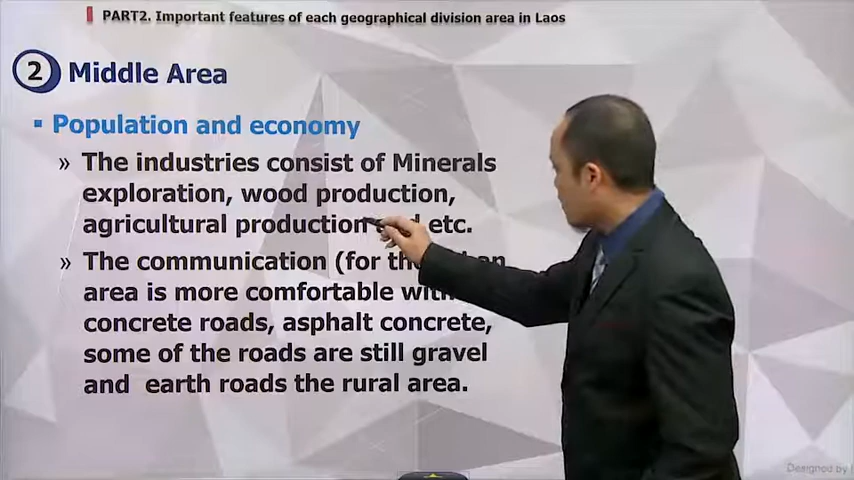 PART2. Important features of each geographical division area in Laos
2 Middle Area
Population and economy
» The industries consist of Minerals
exploration, wood production,
agricultural production etc.
» The communication (for
area is more comfortable
concrete roads, asphalt concrete,
some of the roads are still gravel
and earth roads the rural area.
Designed by